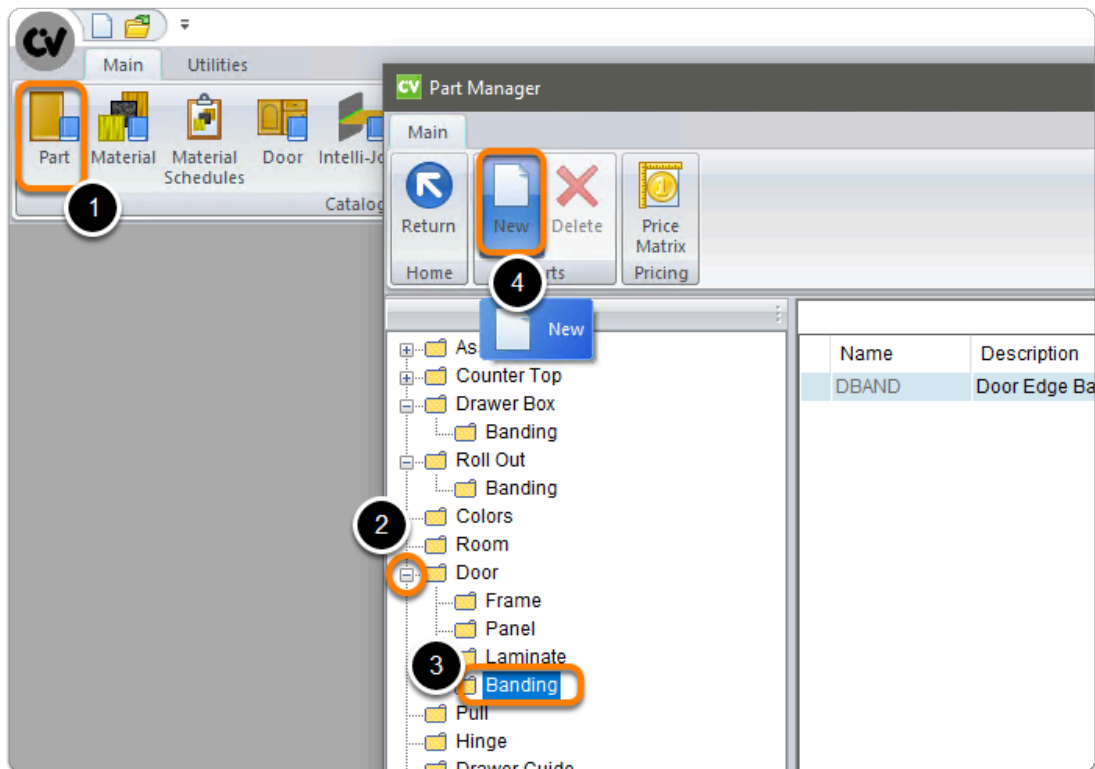 CV
Main Utilities
Part Material Material Schedules Door Intelli-Jo
Catalog
1
CV Part Manager
Main
Return New Delete Price Matrix
Home rts Pricing
4
New
As
Counter Top
Drawer Box
Banding
Roll Out
Banding
Colors
2
Room
Door
Frame
Panel
Laminate
3
Banding
Pull
Hinge
Drawer Guide
Name Description
DBAND Door Edge Ba